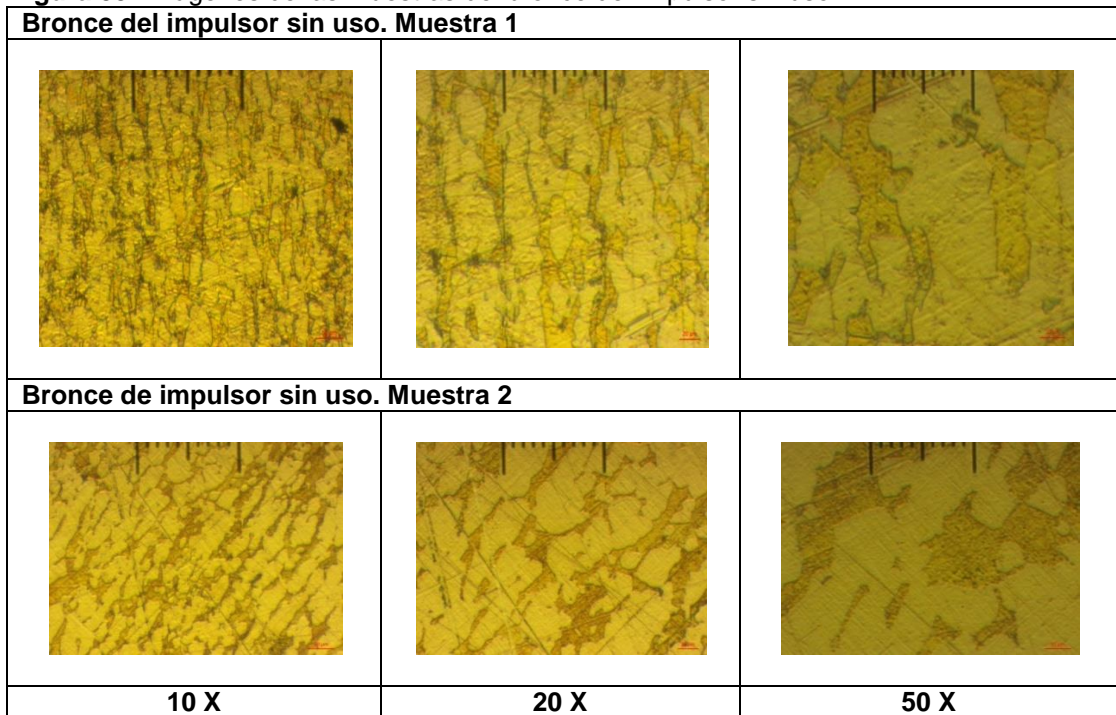 Bronce del impulsor sin uso. Muestra 1
Bronce de impulsor sin uso. Muestra 2
10 X 20 X 50 X